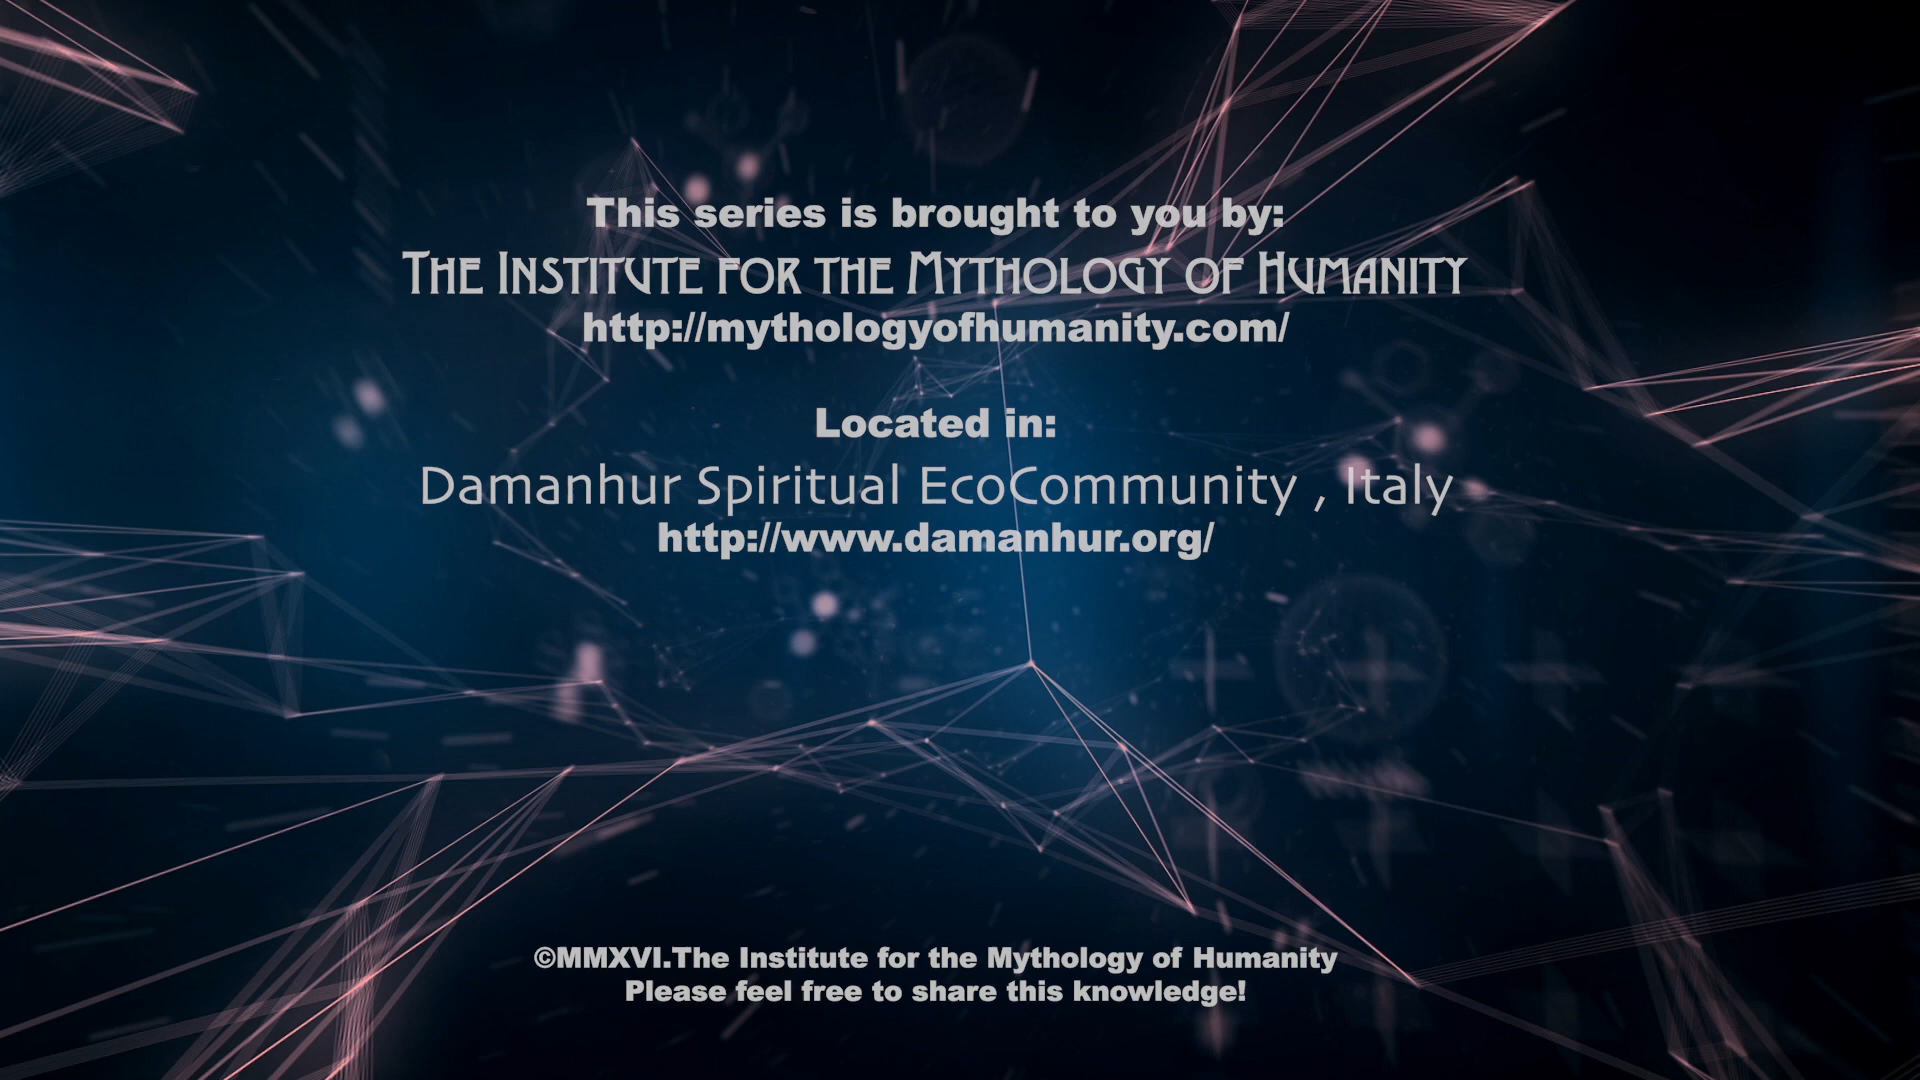 This series is brought to you by:
The Institute for the Mythology of Humanity
http://mythologyofhumanity.com/
Located in:
Damanhur Spiritual EcoCommunity , Italy
http://www.damanhur.org/
©MMXVI.The Institute for the Mythology of Humanity
Please feel free to share this knowledge!